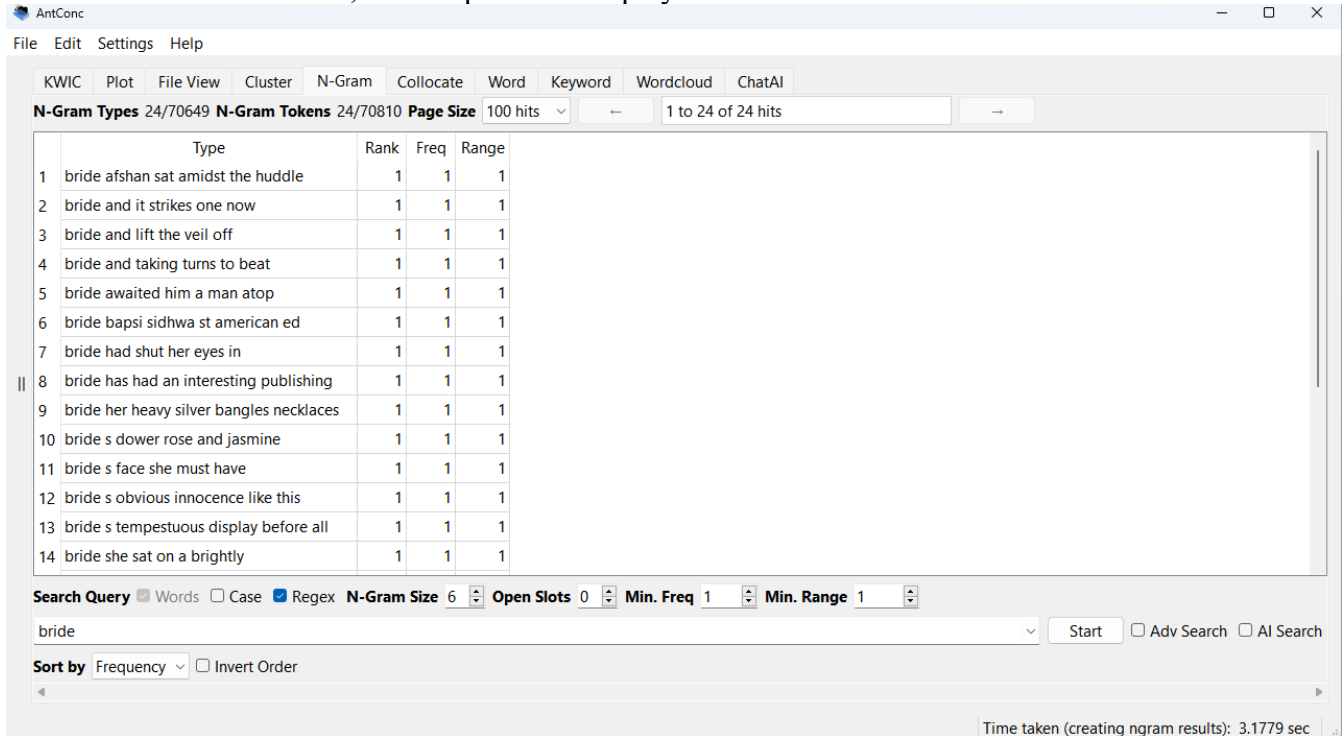 AntConc
File Edit Settings Help
KWIC Plot File View Cluster N-Gram Collocate Word Keyword Wordcloud ChatAI
N-Gram Types 24/70649 N-Gram Tokens 24/70810 Page Size 100 hits ← 1 to 24 of 24 hits →
Type Rank Freq Range
1 bride afshan sat amidst the huddle 1 1 1
2 bride and it strikes one now 1 1 1
3 bride and lift the veil off 1 1 1
4 bride and taking turns to beat 1 1 1
5 bride awaited him a man atop 1 1 1
6 bride bapsi sidhwa st american ed 1 1 1
7 bride had shut her eyes in 1 1 1
8 bride has had an interesting publishing 1 1 1
9 bride her heavy silver bangles necklaces 1 1 1
10 bride s dower rose and jasmine 1 1 1
11 bride s face she must have 1 1 1
12 bride s obvious innocence like this 1 1 1
13 bride s tempestuous display before all 1 1 1
14 bride she sat on a brightly 1 1 1
Search Query Words Case Regex N-Gram Size 6 Open Slots 0 Min. Freq 1 Min. Range 1
bride Start Adv Search AI Search
Sort by Frequency Invert Order
Time taken (creating ngram results): 3.1779 sec